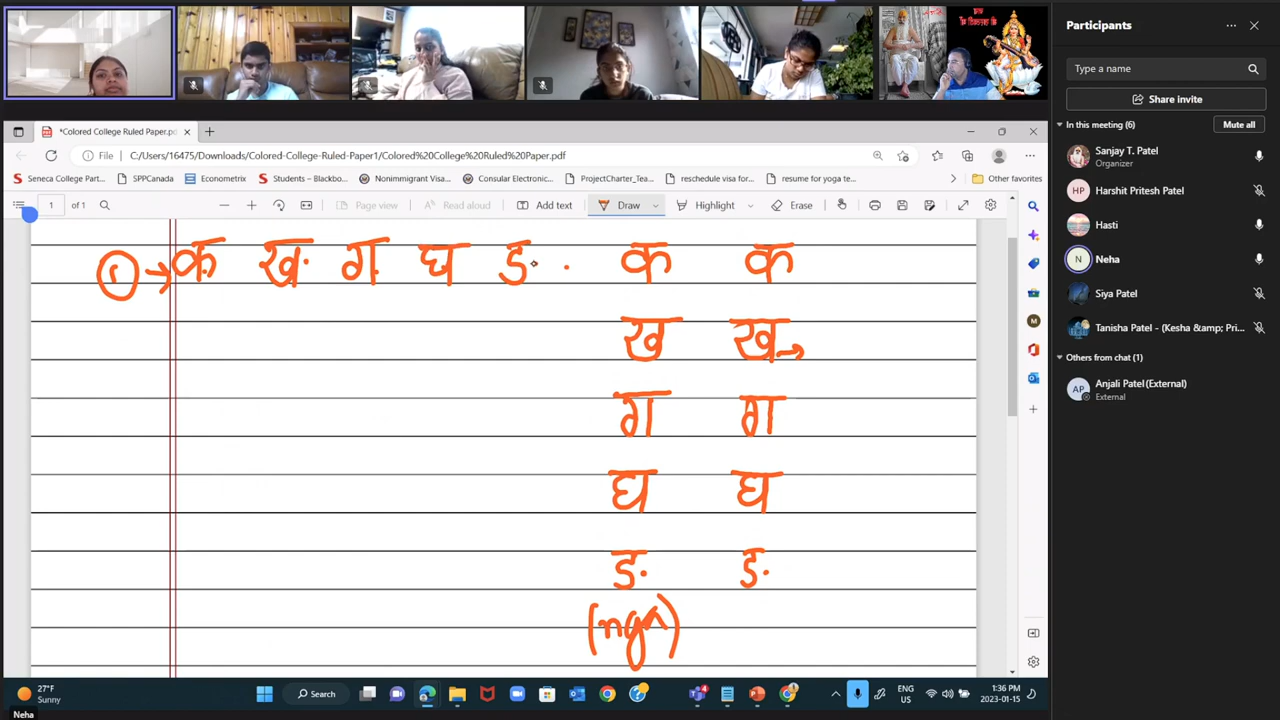 Participants
Type a name
Share invite
In this meeting (6)
Mute all
Sanjay T. Patel
Organizer
HP
Harshit Pritesh Patel
Hasti
N
Neha
Siya Patel
Tanisha Patel - (Kesha &amp; Pri...
Others from chat (1)
AP
Anjali Patel(External)
External
*Colored College Ruled Paper.pd
File
C:/Users/16475/Downloads/Colored-College-Ruled-Paper1/Colored%20College%20Ruled%20Paper.pdf
Seneca College Part...
SPPCanada
Econometrix
Students – Blackbo...
Nonimmigrant Visa...
Consular Electronic...
ProjectCharter_Tea...
reschedule visa for...
resume for yoga te...
Other favorites
1 of 1
Page view
Read aloud
Add text
Draw
Highlight
Erase
① → क ख ग घ ङ . क क
ख ख →
ग ग
घ घ
ङ ङ
(nga)
27°F
Sunny
Search
ENG
US
1:36 PM
2023-01-15
Neha